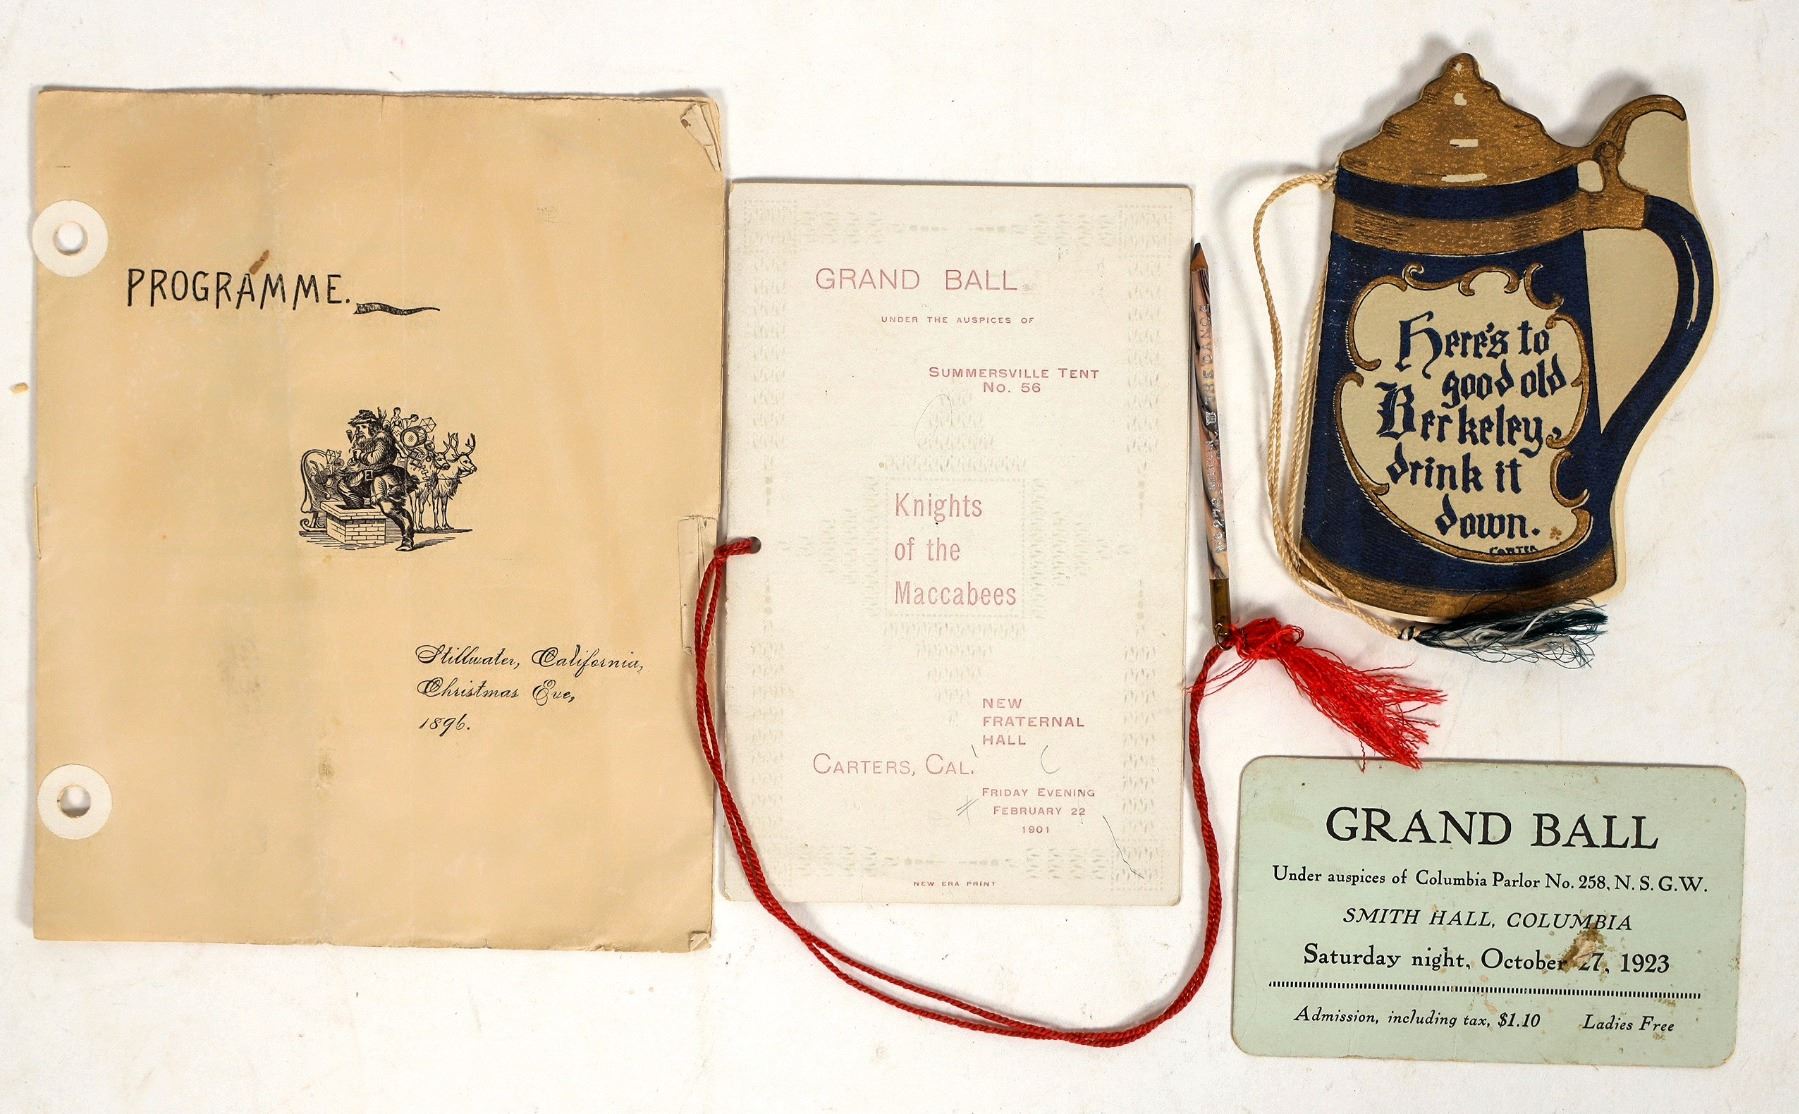 PROGRAMME.
Stillwater, California,
Christmas Eve,
1896.
GRAND BALL
UNDER THE AUSPICES OF
SUMMERSVILLE TENT
No. 56
Knights
of the
Maccabees
NEW
FRATERNAL
HALL
CARTERS, CAL.
FRIDAY EVENING
FEBRUARY 22
1901
NEW ERA PRINT
Here's to
good old
Berkeley,
drink it
down.
CARTER
GRAND BALL
Under auspices of Columbia Parlor No. 258, N. S. G. W.
SMITH HALL, COLUMBIA
Saturday night, October 27, 1923
Admission, including tax, $1.10 Ladies Free